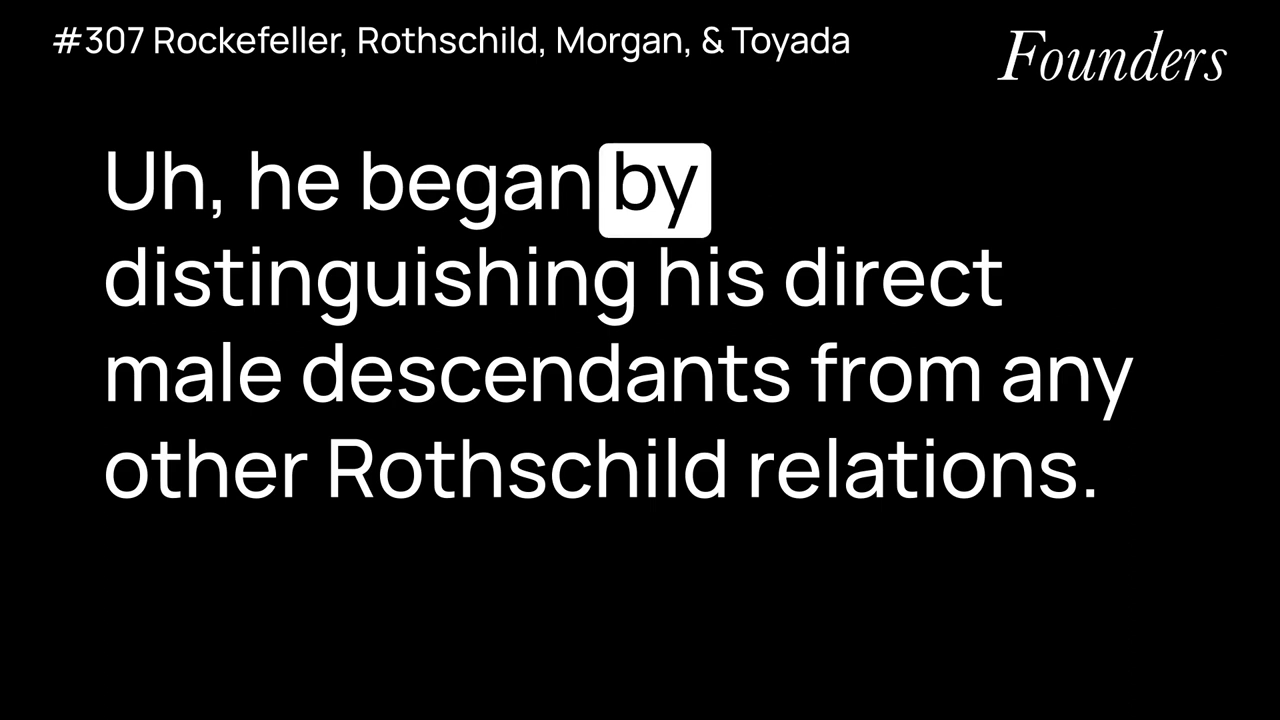 #307 Rockefeller, Rothschild, Morgan, & Toyada
Founders
Uh, he began by
distinguishing his direct
male descendants from any
other Rothschild relations.